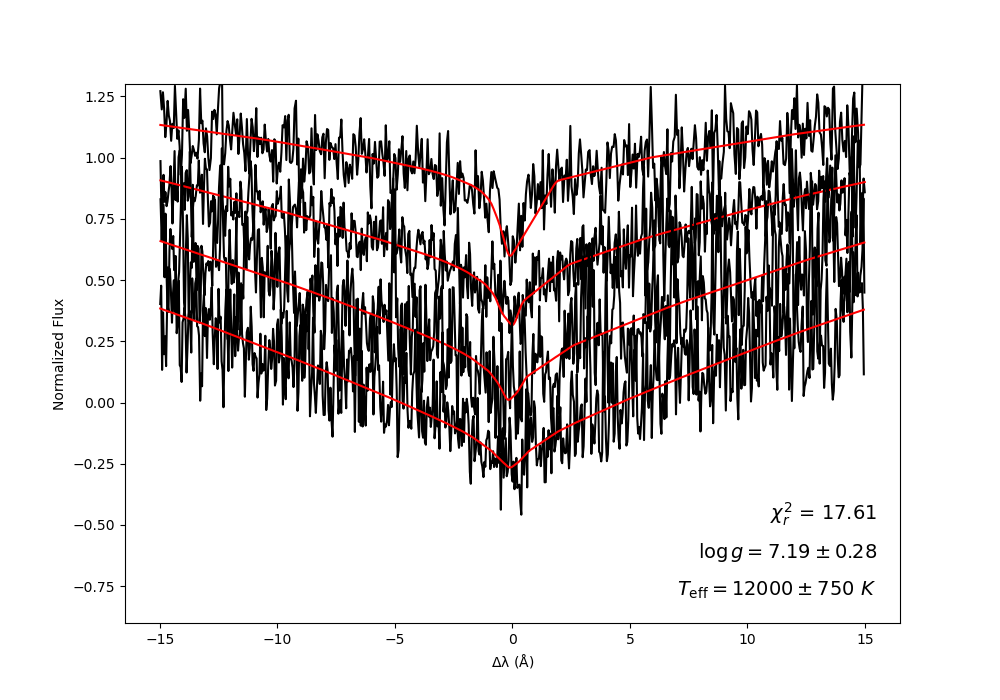 1.25
1.00
0.75
0.50
0.25
0.00
−0.25
−0.50
−0.75
Normalized Flux
χ²ᵣ = 17.61
log g = 7.19 ± 0.28
T_eff = 12000 ± 750 K
−15 −10 −5 0 5 10 15
Δλ (Å)